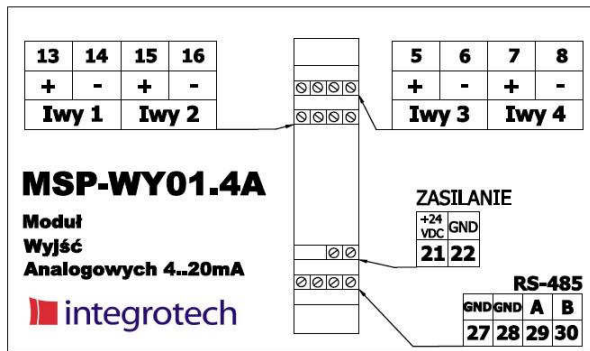 13 14 15 16
+ - + -
Iwy 1 Iwy 2
5 6 7 8
+ - + -
Iwy 3 Iwy 4
MSP-WY01.4A
Moduł
Wyjść
Analogowych 4..20mA
integrotech
ZASILANIE
+24
VDC GND
21 22
RS-485
GND GND A B
27 28 29 30